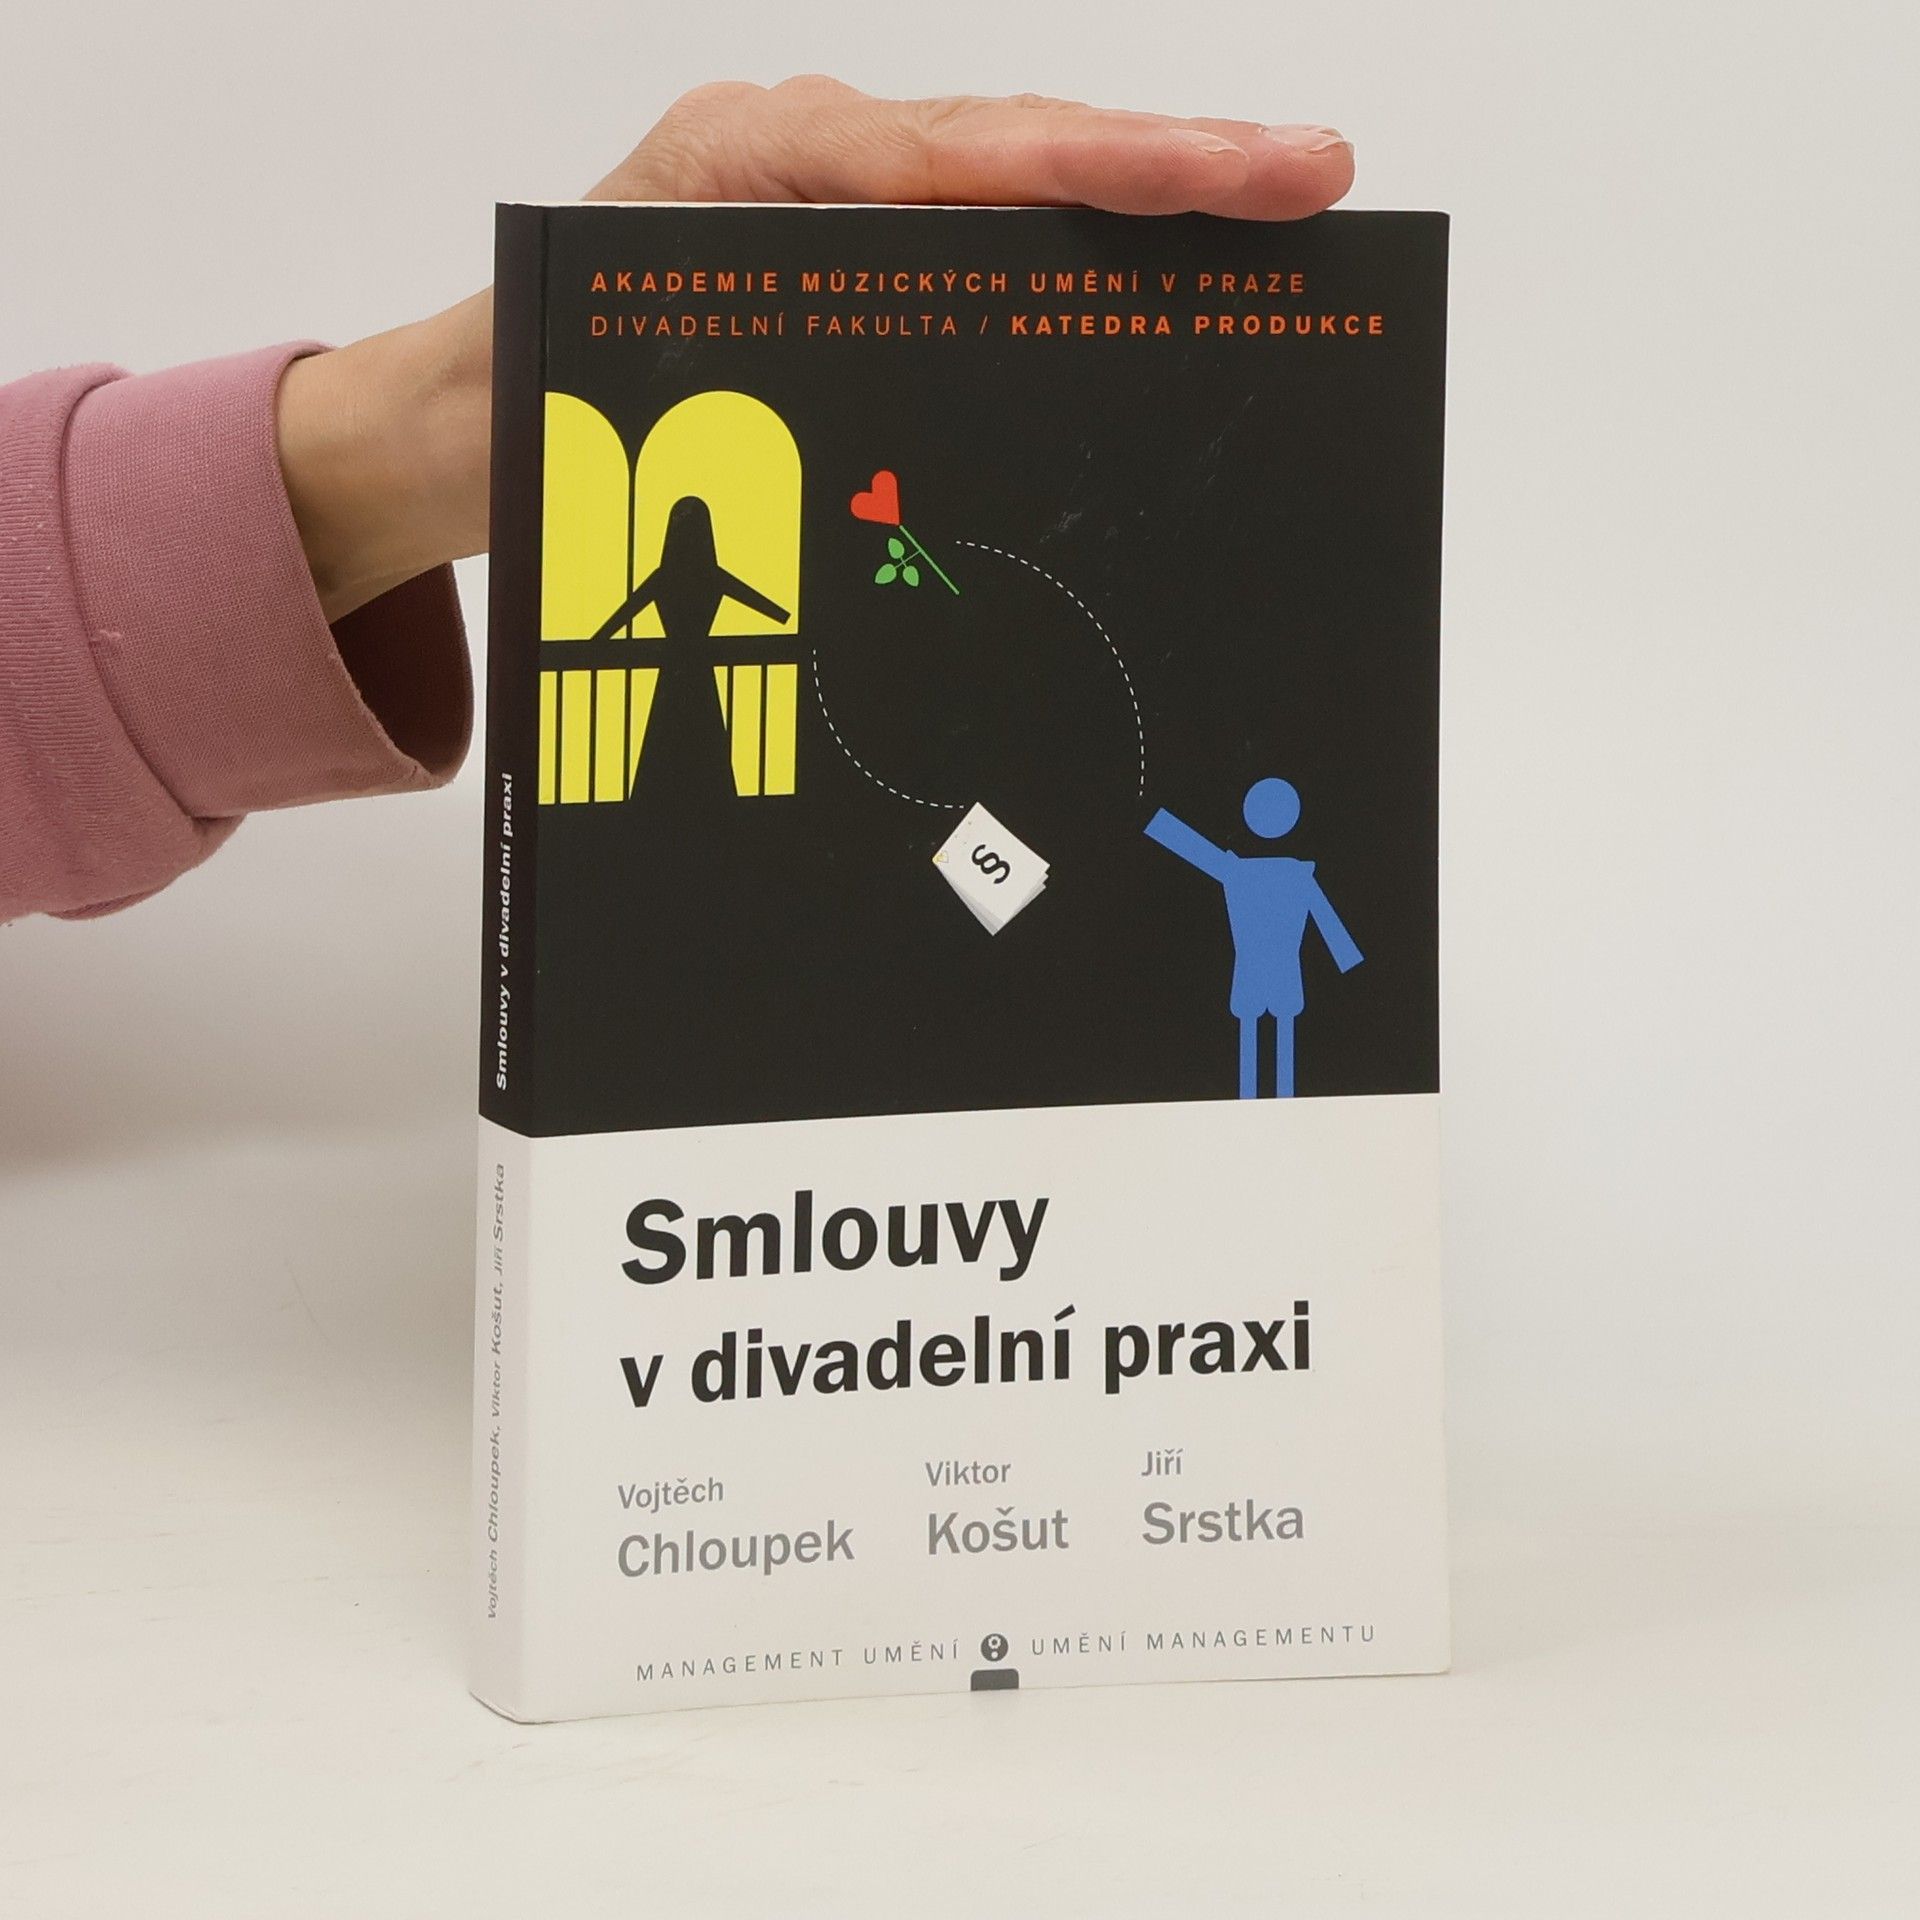 AKADEMIE MÚZICKÝCH UMĚNÍ V PRAZE
DIVADELNÍ FAKULTA / KATEDRA PRODUKCE
§
Smlouvy
v divadelní praxi
Vojtěch Chloupek
Viktor Košut
Jiří Srstka
MANAGEMENT UMĚNÍ UMĚNÍ MANAGEMENTU
Smlouvy v divadelní praxi
Vojtěch Chloupek, Viktor Košut, Jiří Srstka